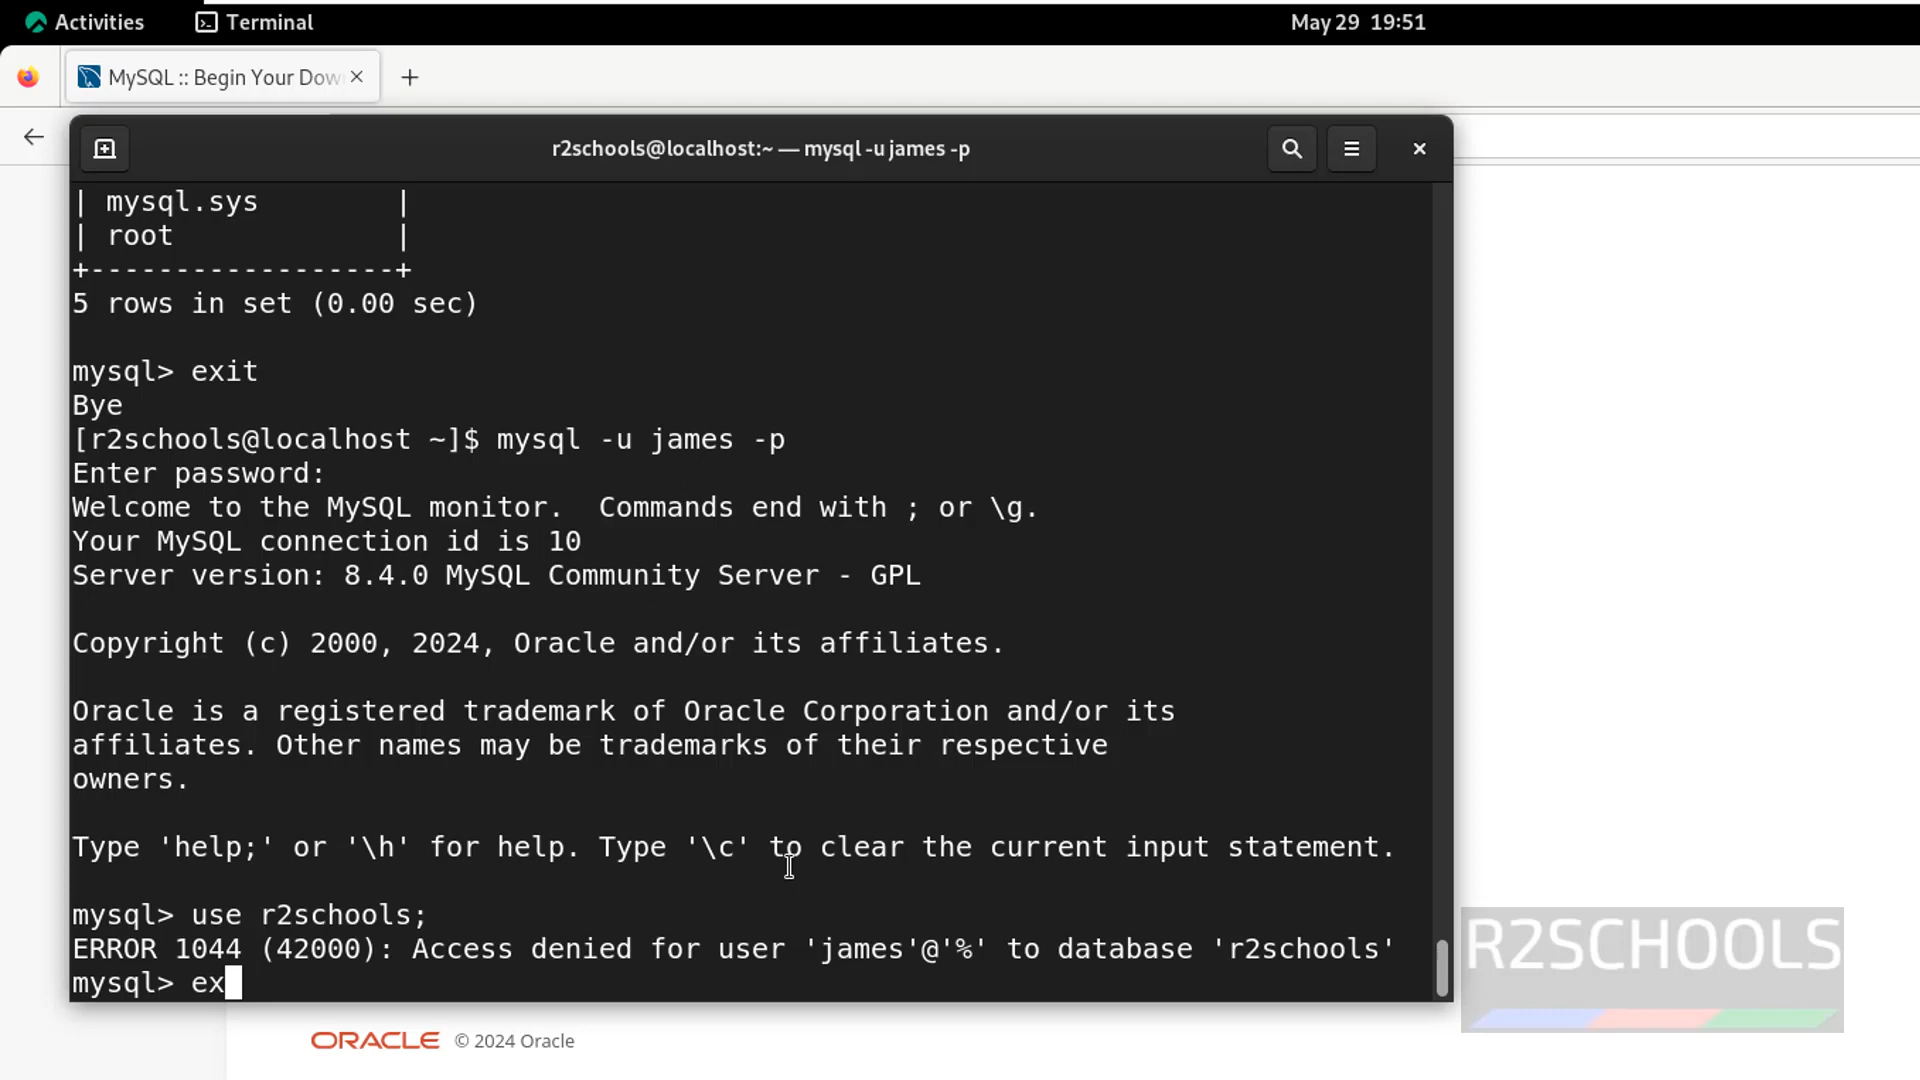 Activities Terminal May 29 19:51
MySQL :: Begin Your Dow
r2schools@localhost:~ — mysql -u james -p
| mysql.sys        |
| root             |
+------------------+
5 rows in set (0.00 sec)
mysql> exit
Bye
[r2schools@localhost ~]$ mysql -u james -p
Enter password:
Welcome to the MySQL monitor.  Commands end with ; or \g.
Your MySQL connection id is 10
Server version: 8.4.0 MySQL Community Server - GPL
Copyright (c) 2000, 2024, Oracle and/or its affiliates.
Oracle is a registered trademark of Oracle Corporation and/or its
affiliates. Other names may be trademarks of their respective
owners.
Type 'help;' or '\h' for help. Type '\c' to clear the current input statement.
mysql> use r2schools;
ERROR 1044 (42000): Access denied for user 'james'@'%' to database 'r2schools'
mysql> ex
R2SCHOOLS
ORACLE © 2024 Oracle